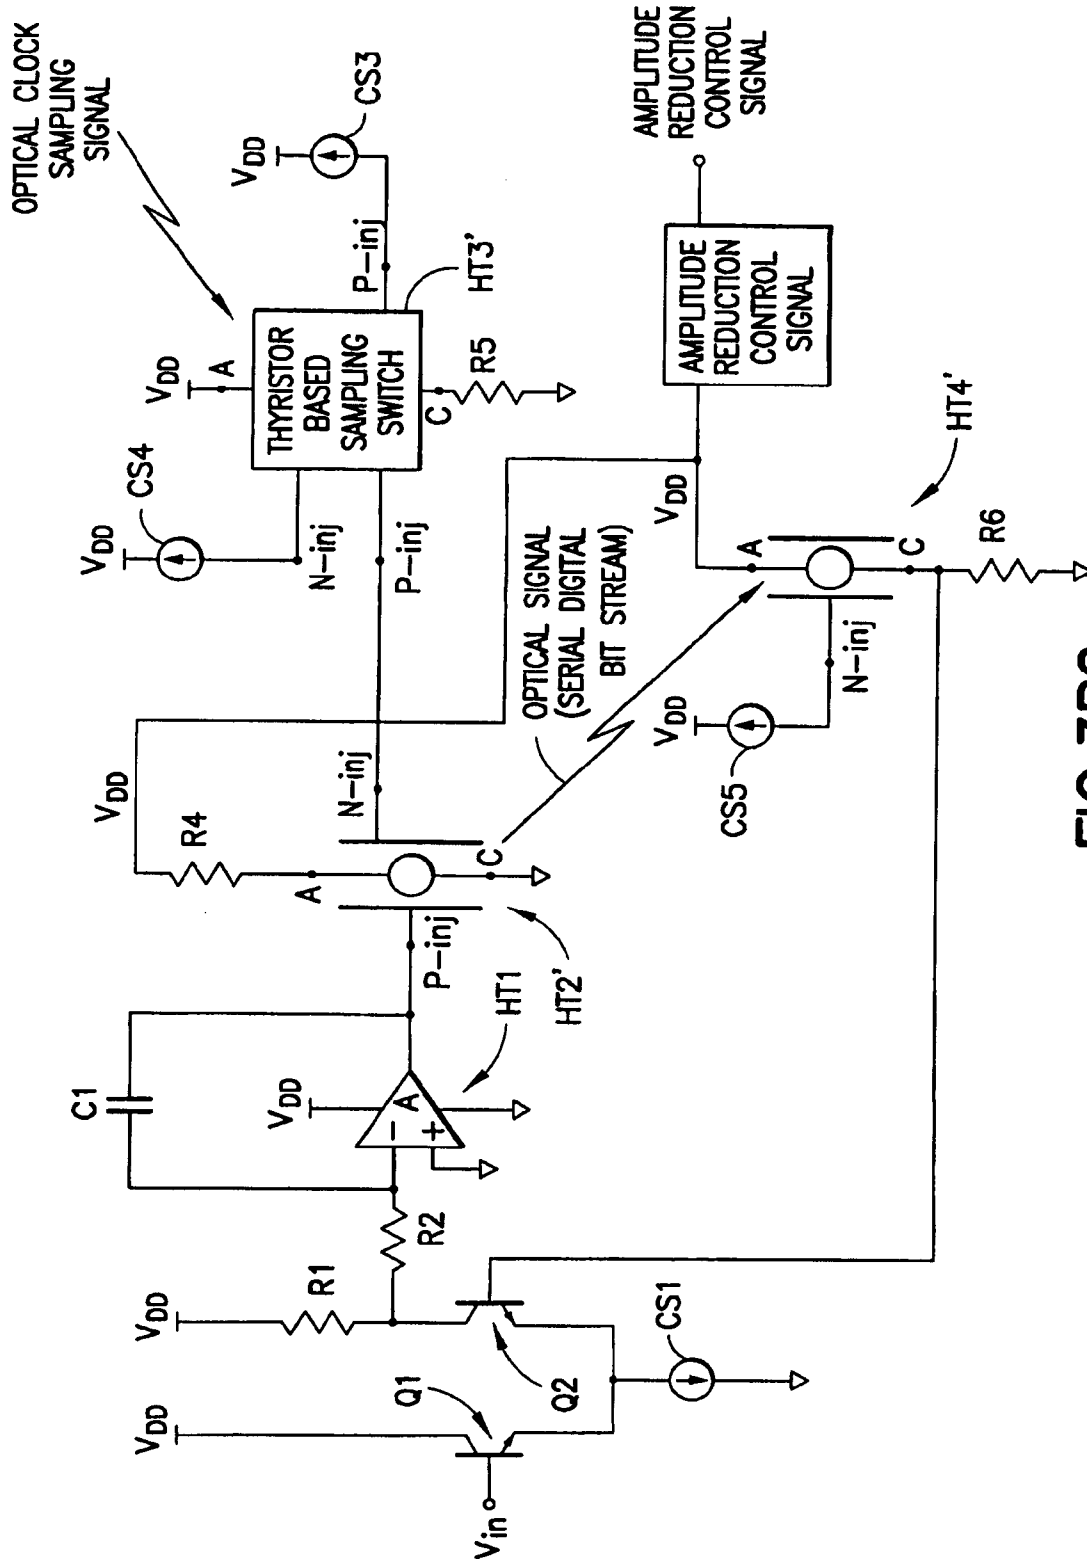 OPTICAL CLOCK
SAMPLING
SIGNAL
VDD
CS3
P-inj
HT3'
VDD
A
THYRISTOR
BASED
SAMPLING
SWITCH
C
R5
VDD
CS4
N-inj
P-inj
AMPLITUDE
REDUCTION
CONTROL
SIGNAL
AMPLITUDE
REDUCTION
CONTROL
SIGNAL
VDD
R4
A
N-inj
C
P-inj
HT2'
OPTICAL SIGNAL
(SERIAL DIGITAL
BIT STREAM)
VDD
A
C
HT4'
R6
N-inj
VDD
CS5
C1
VDD
A
-
+
HT1
R2
R1
VDD
VDD
Q1
Q2
CS1
Vin